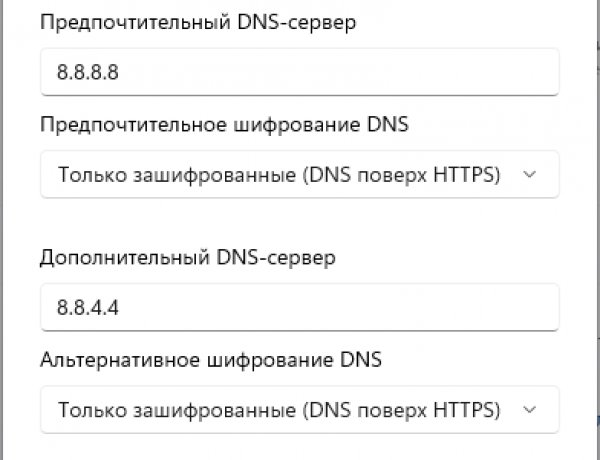 Предпочтительный DNS-сервер
8.8.8.8
Предпочтительное шифрование DNS
Только зашифрованные (DNS поверх HTTPS)
Дополнительный DNS-сервер
8.8.4.4
Альтернативное шифрование DNS
Только зашифрованные (DNS поверх HTTPS)